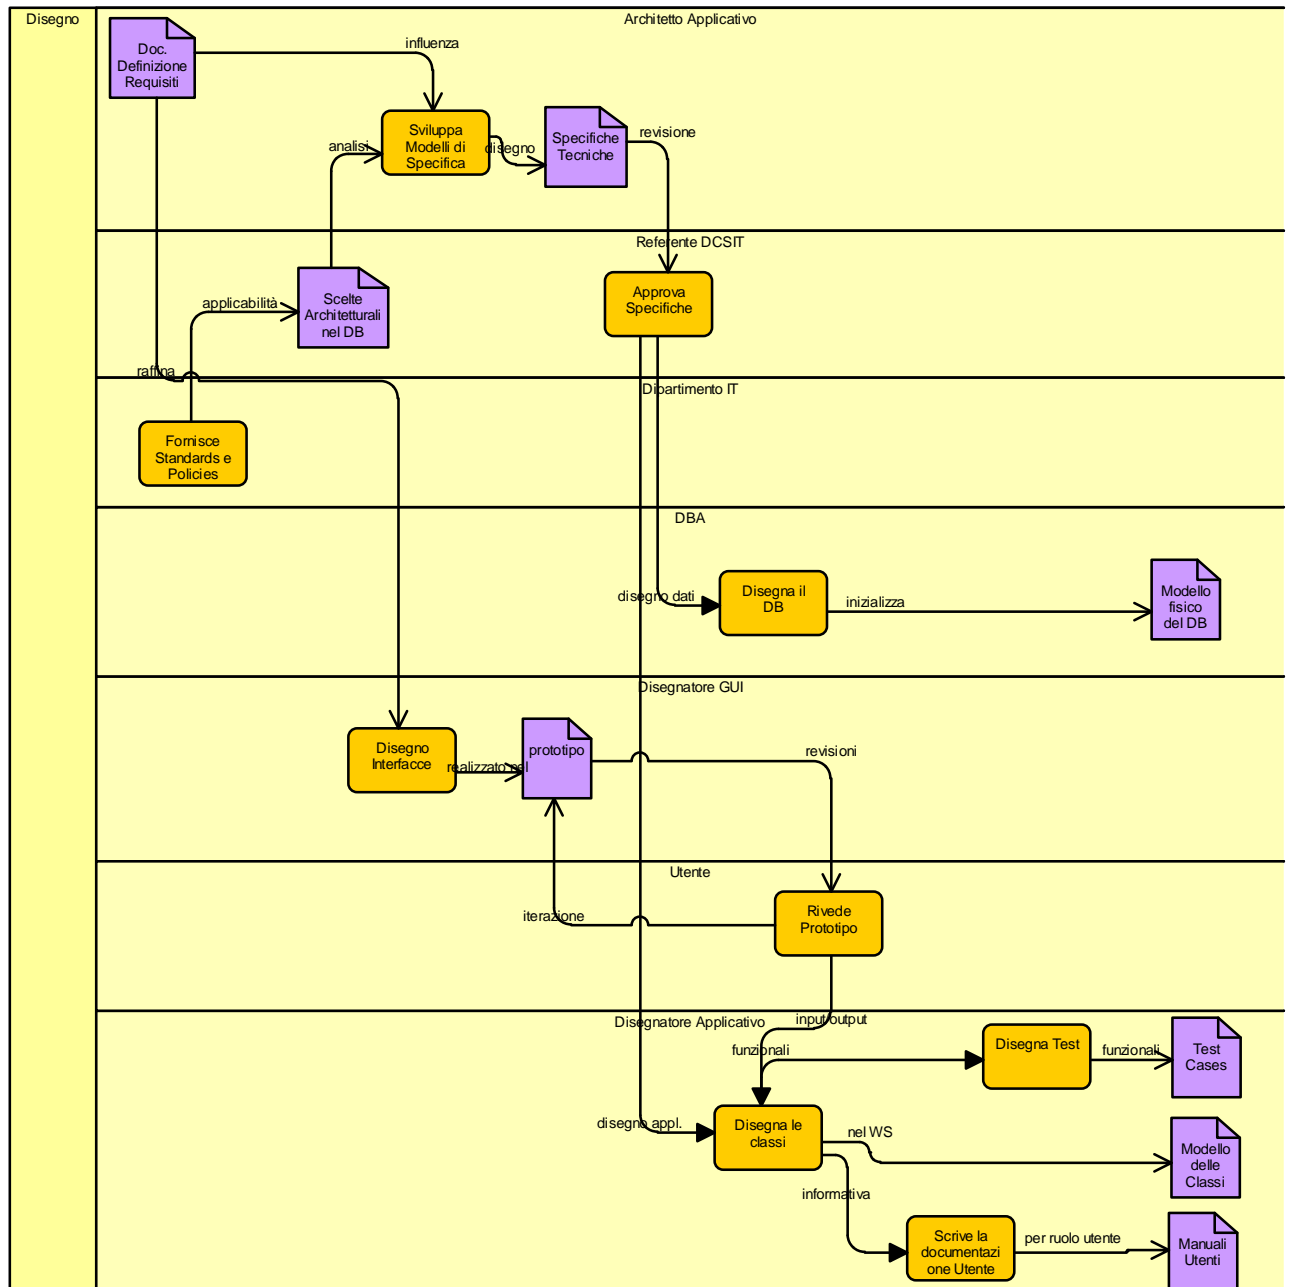 Disegno
Architetto Applicativo
Doc.
Definizione
Requisiti
influenza
Sviluppa
Modelli di
Specifica
analisi
disegno
Specifiche
Tecniche
revisione
Referente DCSIT
applicabilità
Scelte
Architetturali
nel DB
Approva
Specifiche
raffina
Dipartimento IT
Fornisce
Standards e
Policies
DBA
disegno dati
Disegna il
DB
inizializza
Modello
fisico
del DB
Disegnatore GUI
Disegno
Interfacce
realizzato nel
prototipo
revisioni
Utente
iterazione
Rivede
Prototipo
Disegnatore Applicativo
input/output
funzionali
Disegna Test
funzionali
Test
Cases
disegno appl.
Disegna le
classi
nel WS
Modello
delle
Classi
informativa
Scrive la
documentazi
one Utente
per ruolo utente
Manuali
Utenti